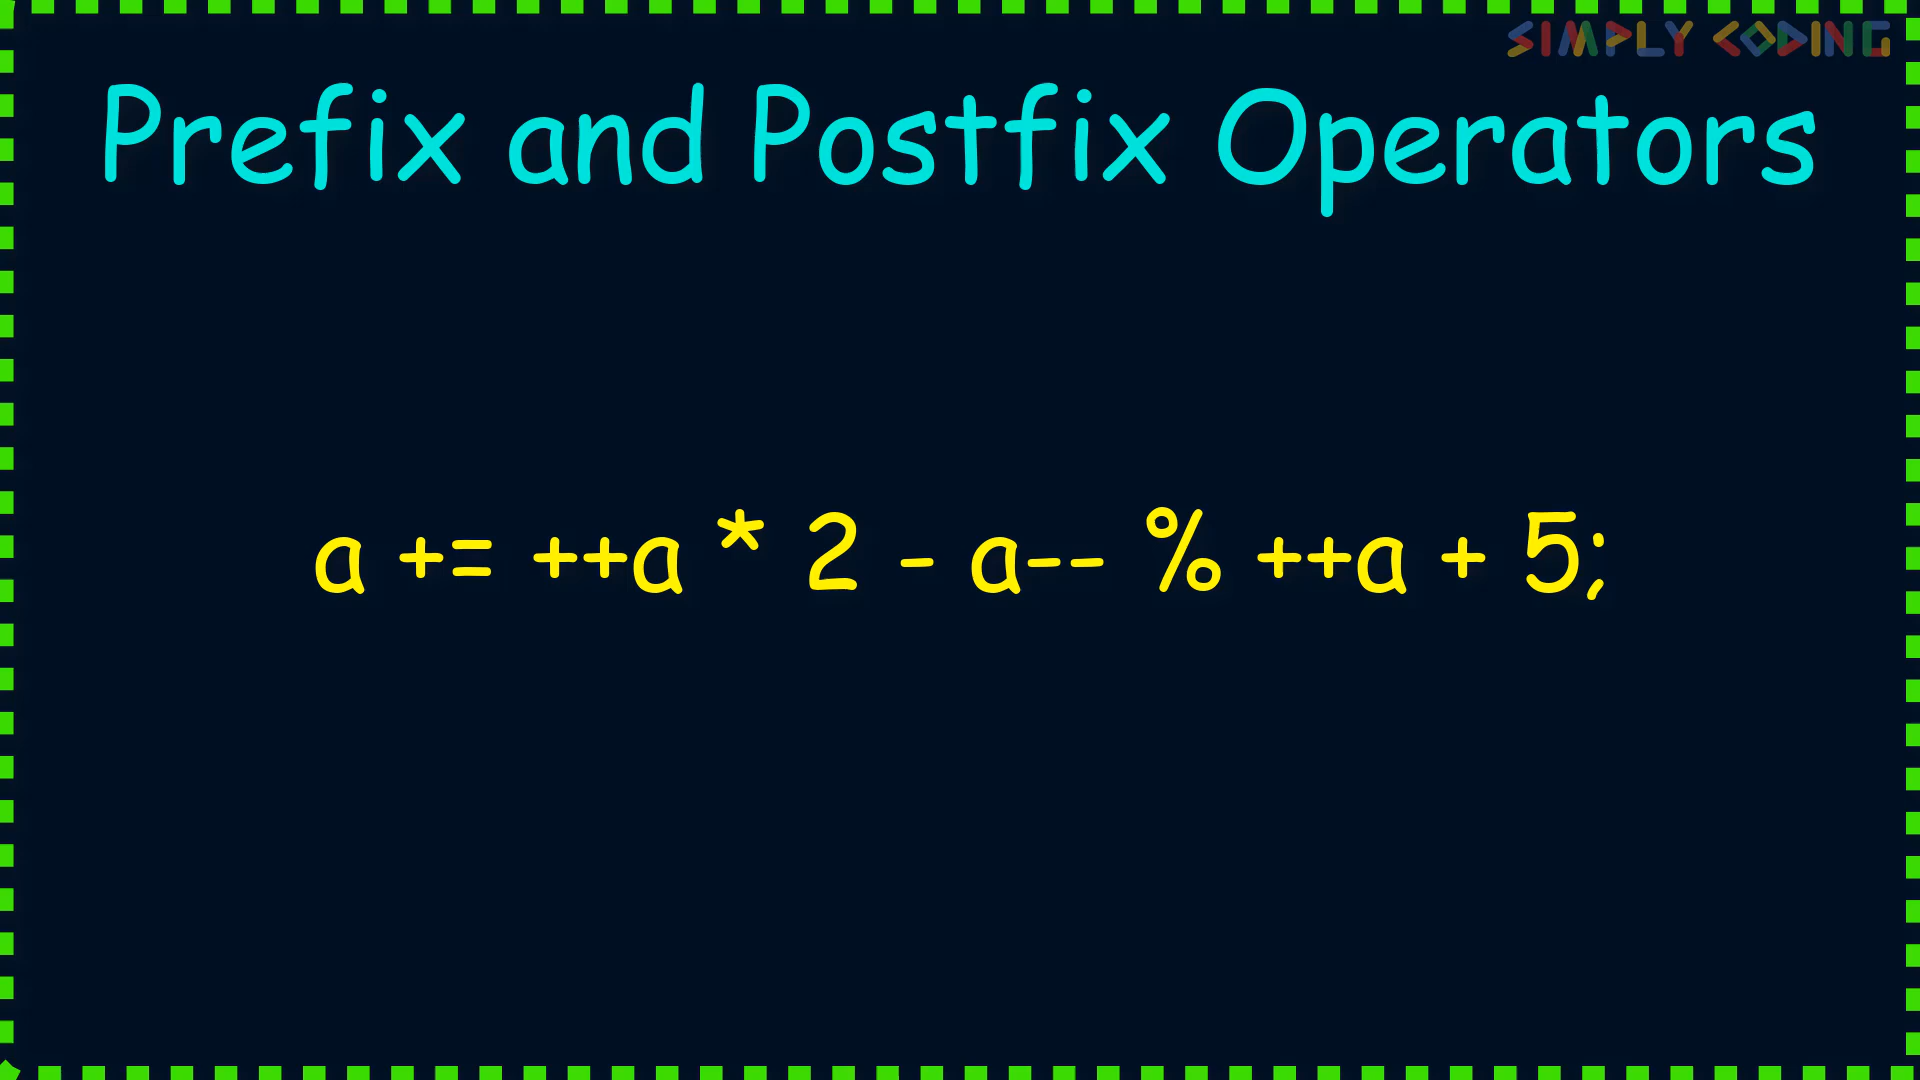 SIMPLY CODING
Prefix and Postfix Operators
a += ++a * 2 - a-- % ++a + 5;